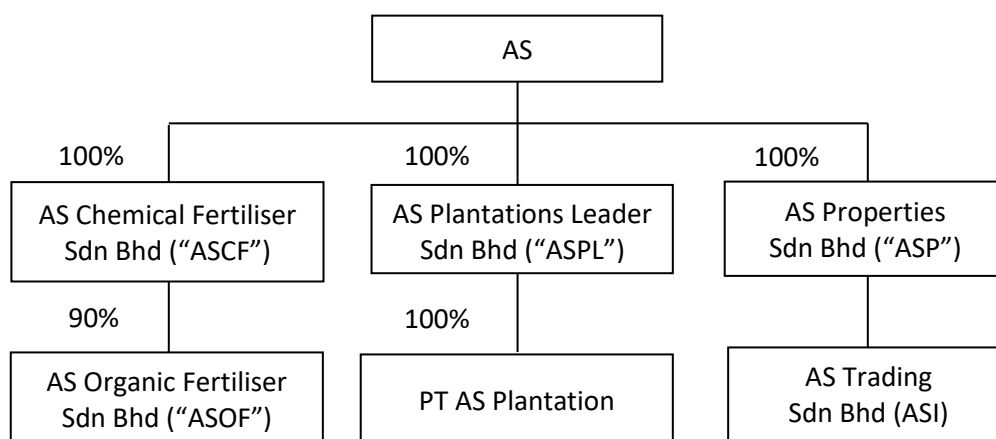 AS
100%
100%
100%
AS Chemical Fertiliser
Sdn Bhd (“ASCF”)
AS Plantations Leader
Sdn Bhd (“ASPL”)
AS Properties
Sdn Bhd (“ASP”)
90%
100%
AS Organic Fertiliser
Sdn Bhd (“ASOF”)
PT AS Plantation
AS Trading
Sdn Bhd (ASI)